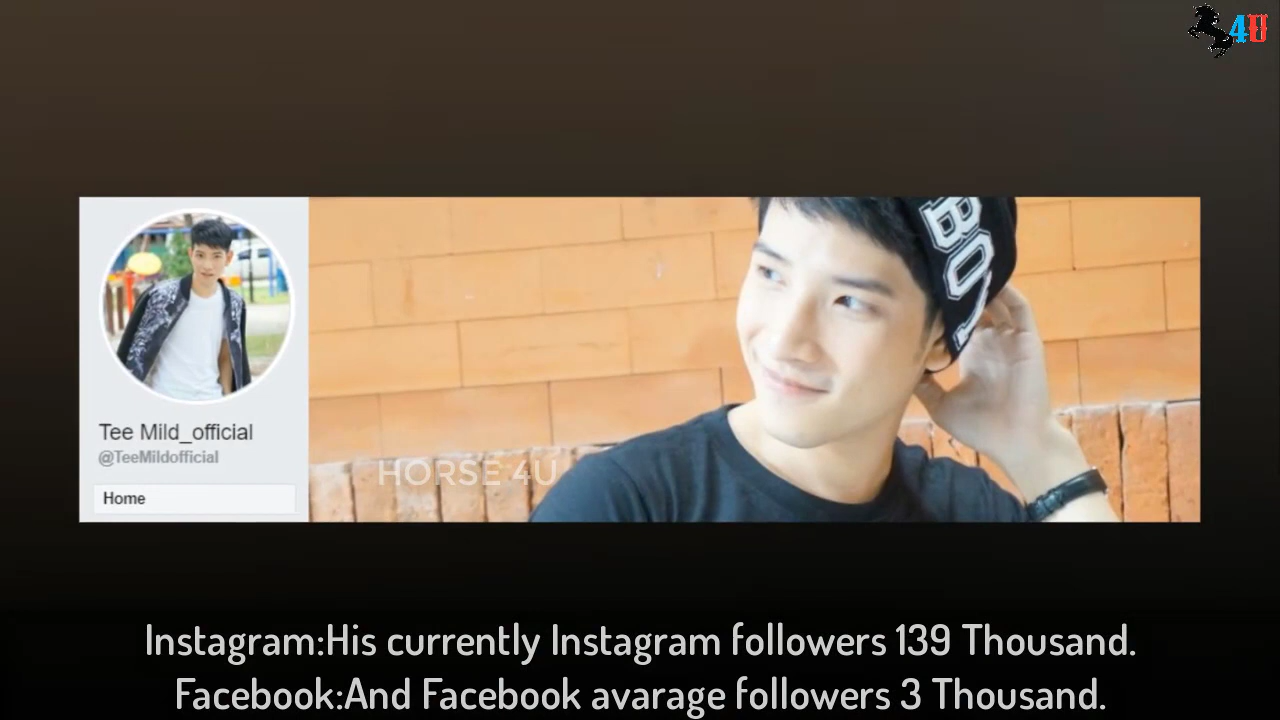 4U
Tee Mild_official
@TeeMildofficial
Home
HORSE 4U
Instagram:His currently Instagram followers 139 Thousand.
Facebook:And Facebook avarage followers 3 Thousand.